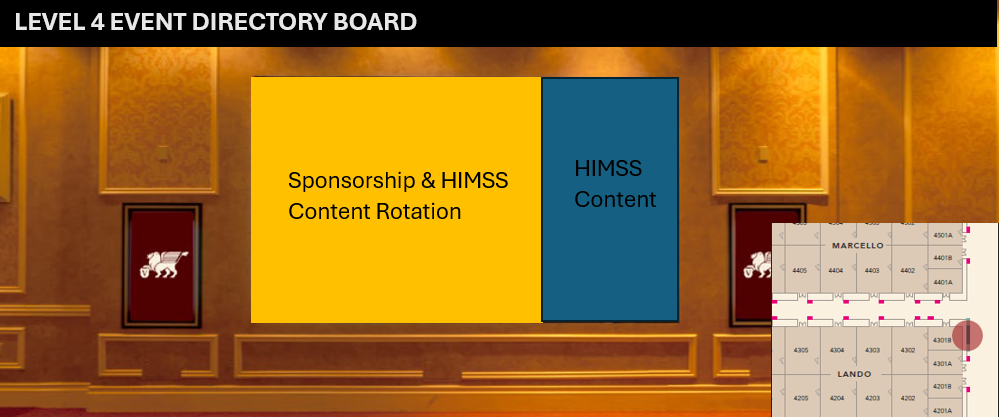 LEVEL 4 EVENT DIRECTORY BOARD
Sponsorship & HIMSS
Content Rotation
HIMSS
Content
4501A
MARCELLO
4401B
4405 4404 4403 4402
4401A
4301B
4305 4304 4303 4302
4301A
LANDO
4201B
4205 4204 4203 4202
4201A